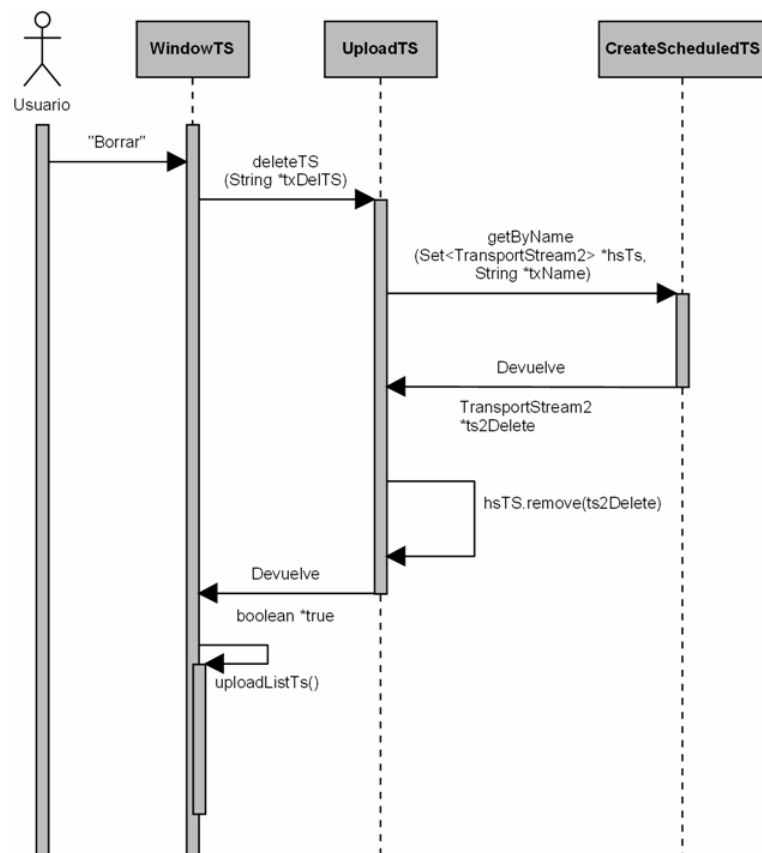 WindowTS
UploadTS
CreateScheduledTS
Usuario
"Borrar"
deleteTS
(String *txDelTS)
getByName
(Set<TransportStream2> *hsTs,
String *txName)
Devuelve
TransportStream2
*ts2Delete
hsTS.remove(ts2Delete)
Devuelve
boolean *true
uploadListTs()